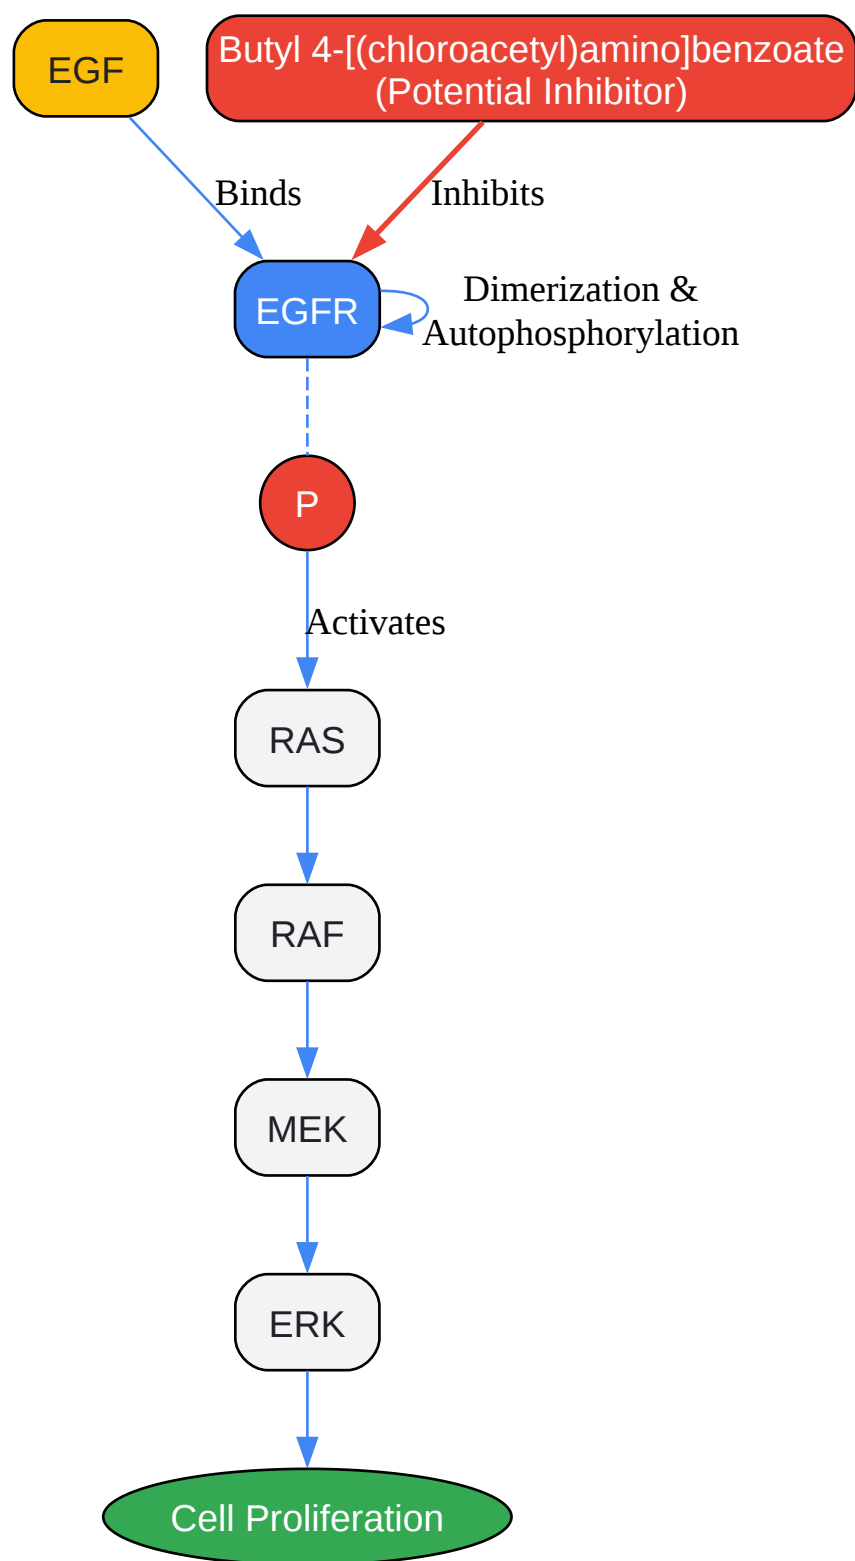 EGF
Butyl 4-[(chloroacetyl)amino]benzoate
(Potential Inhibitor)
Binds
Inhibits
EGFR
Dimerization &
Autophosphorylation
P
Activates
RAS
RAF
MEK
ERK
Cell Proliferation